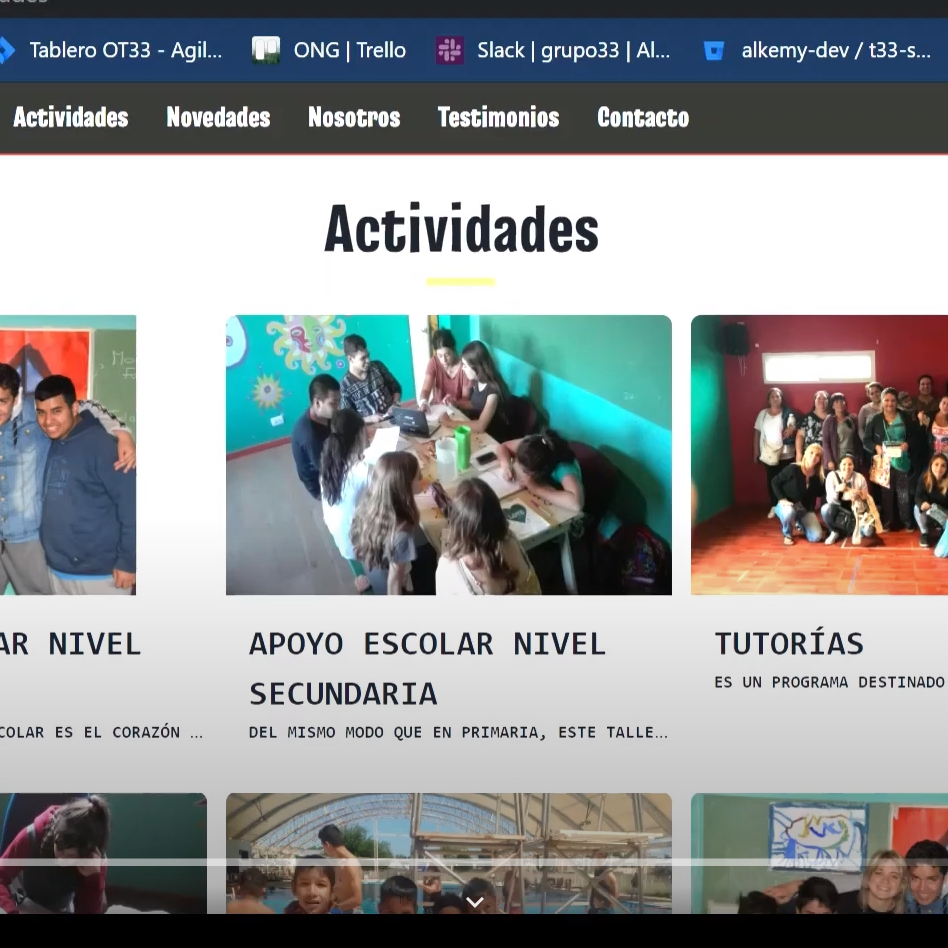 Tablero OT33 - Agil...
ONG | Trello
Slack | grupo33 | Al...
alkemy-dev / t33-s...
Actividades
Novedades
Nosotros
Testimonios
Contacto
Actividades
AR NIVEL
COLAR ES EL CORAZÓN ...
APOYO ESCOLAR NIVEL
SECUNDARIA
DEL MISMO MODO QUE EN PRIMARIA, ESTE TALLE...
TUTORÍAS
ES UN PROGRAMA DESTINADO